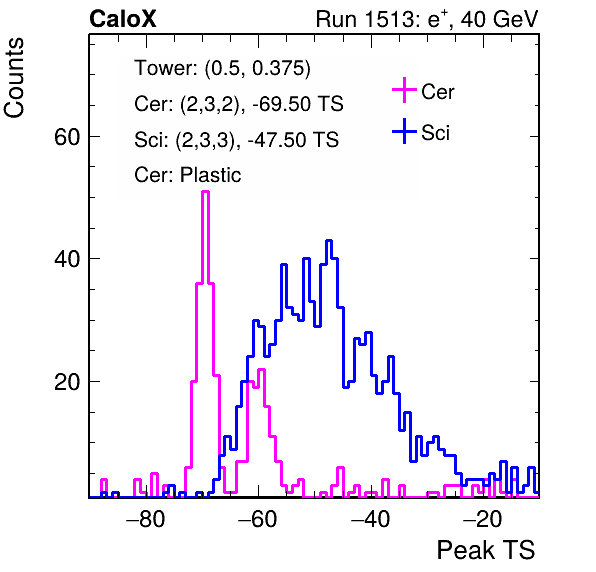 CaloX Run 1513: e⁺, 40 GeV
Counts
Tower: (0.5, 0.375)
Cer: (2,3,2), -69.50 TS
Sci: (2,3,3), -47.50 TS
Cer: Plastic
Cer
Sci
60
40
20
−80 −60 −40 −20
Peak TS